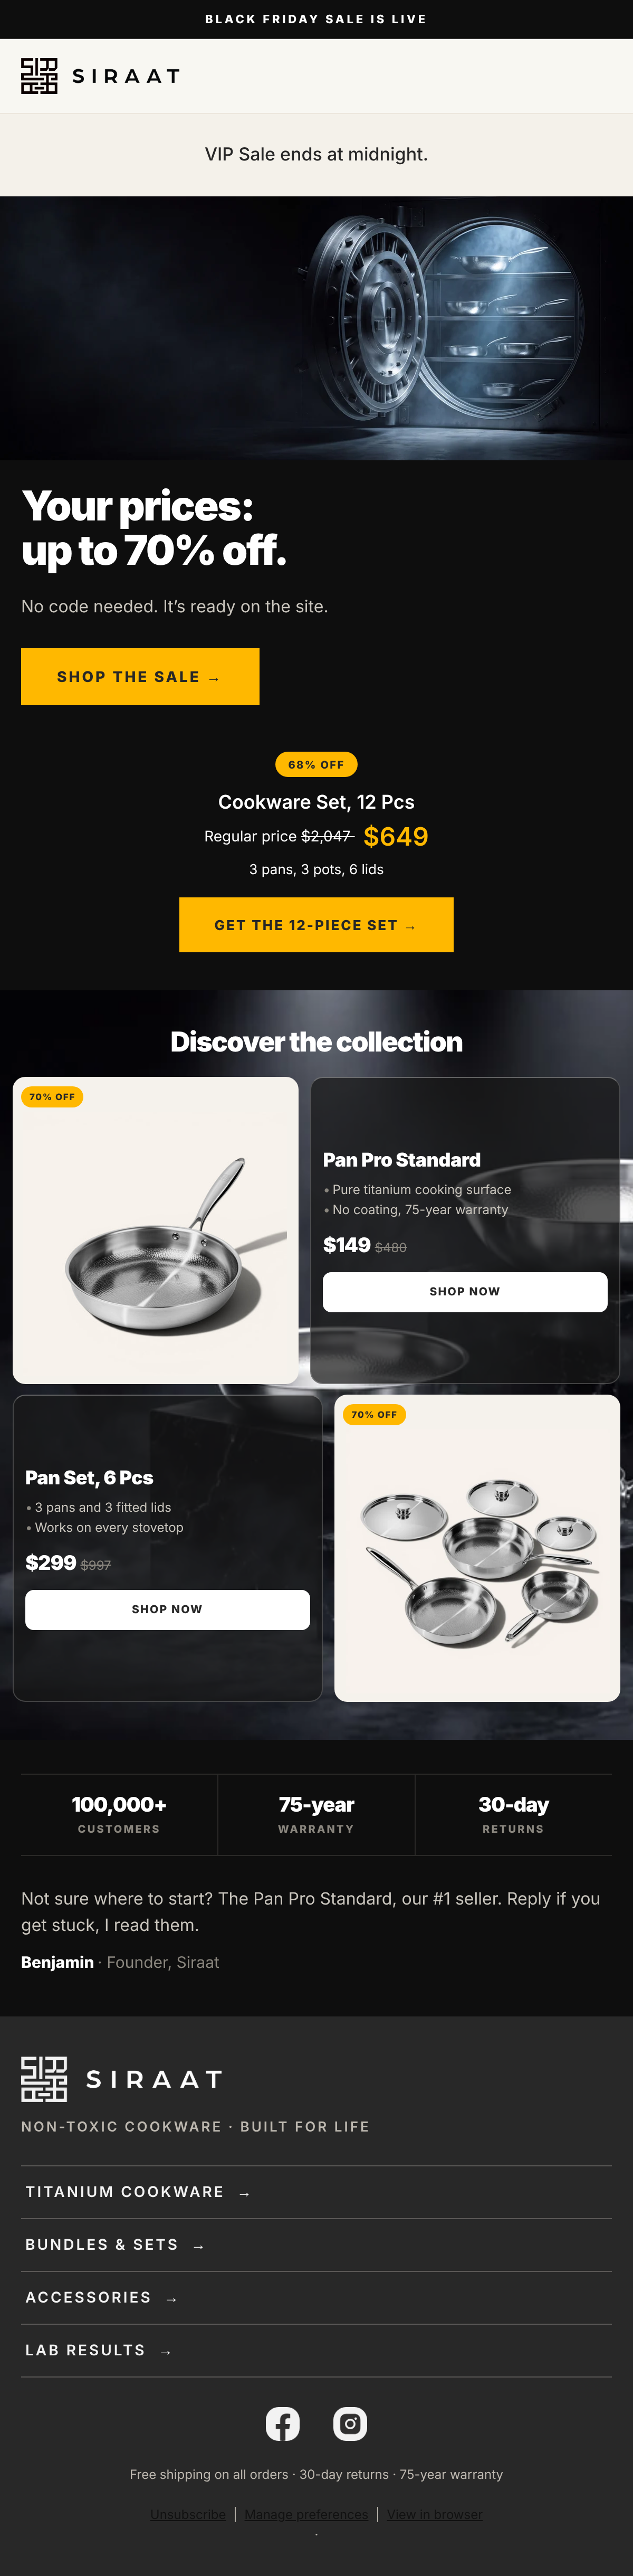 BLACK FRIDAY SALE IS LIVE
SIRAAT
VIP Sale ends at midnight.
Your prices:
up to 70% off.
No code needed. It’s ready on the site.
SHOP THE SALE →
68% OFF
Cookware Set, 12 Pcs
Regular price $2,047 $649
3 pans, 3 pots, 6 lids
GET THE 12-PIECE SET →
Discover the collection
70% OFF
Pan Pro Standard
• Pure titanium cooking surface
• No coating, 75-year warranty
$149 $480
SHOP NOW
Pan Set, 6 Pcs
• 3 pans and 3 fitted lids
• Works on every stovetop
$299 $997
SHOP NOW
70% OFF
100,000+
CUSTOMERS
75-year
WARRANTY
30-day
RETURNS
Not sure where to start? The Pan Pro Standard, our #1 seller. Reply if you
get stuck, I read them.
Benjamin · Founder, Siraat
SIRAAT
NON-TOXIC COOKWARE · BUILT FOR LIFE
TITANIUM COOKWARE →
BUNDLES & SETS →
ACCESSORIES →
LAB RESULTS →
Free shipping on all orders · 30-day returns · 75-year warranty
Unsubscribe | Manage preferences | View in browser
.